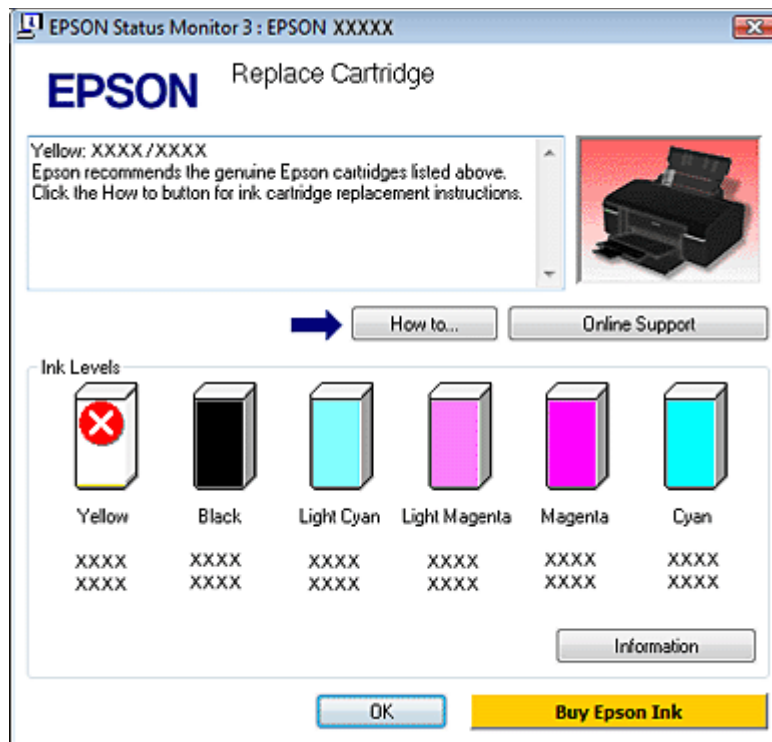 EPSON Status Monitor 3 : EPSON XXXXX
EPSON
Replace Cartridge
Yellow: XXXX/XXXX
Epson recommends the genuine Epson cartridges listed above.
Click the How to button for ink cartridge replacement instructions.
How to...
Online Support
Ink Levels
Yellow
Black
Light Cyan
Light Magenta
Magenta
Cyan
XXXX XXXX XXXX XXXX XXXX XXXX
XXXX XXXX XXXX XXXX XXXX XXXX
Information
OK
Buy Epson Ink